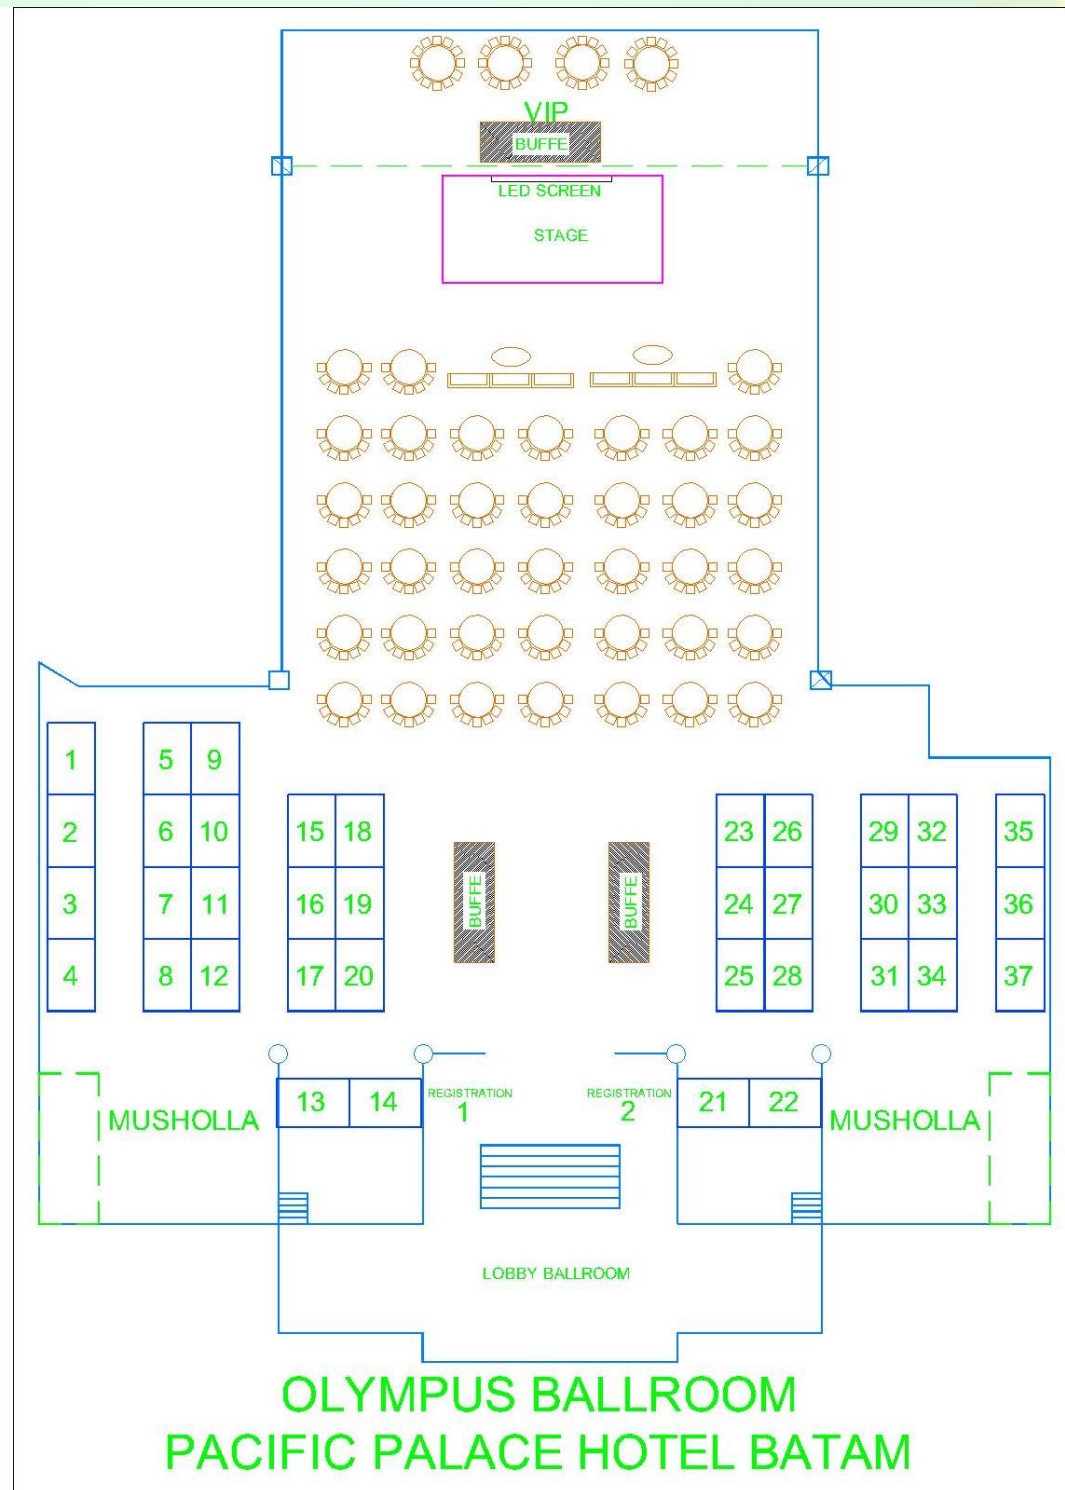 VIP
BUFFE
LED SCREEN
STAGE
1 5 9
2 6 10 15 18 23 26 29 32 35
3 7 11 16 19 BUFFE BUFFE 24 27 30 33 36
4 8 12 17 20 25 28 31 34 37
REGISTRATION REGISTRATION
13 14 1 2 21 22
MUSHOLLA MUSHOLLA
LOBBY BALLROOM
OLYMPUS BALLROOM
PACIFIC PALACE HOTEL BATAM